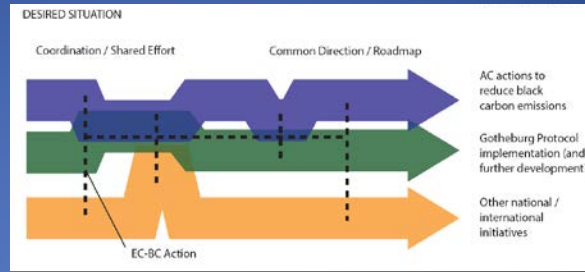 DESIRED SITUATION
Coordination / Shared Effort
Common Direction / Roadmap
AC actions to
reduce black
carbon emissions
Gotheburg Protocol
implementation (and
further development
Other national /
international
initiatives
EC-BC Action